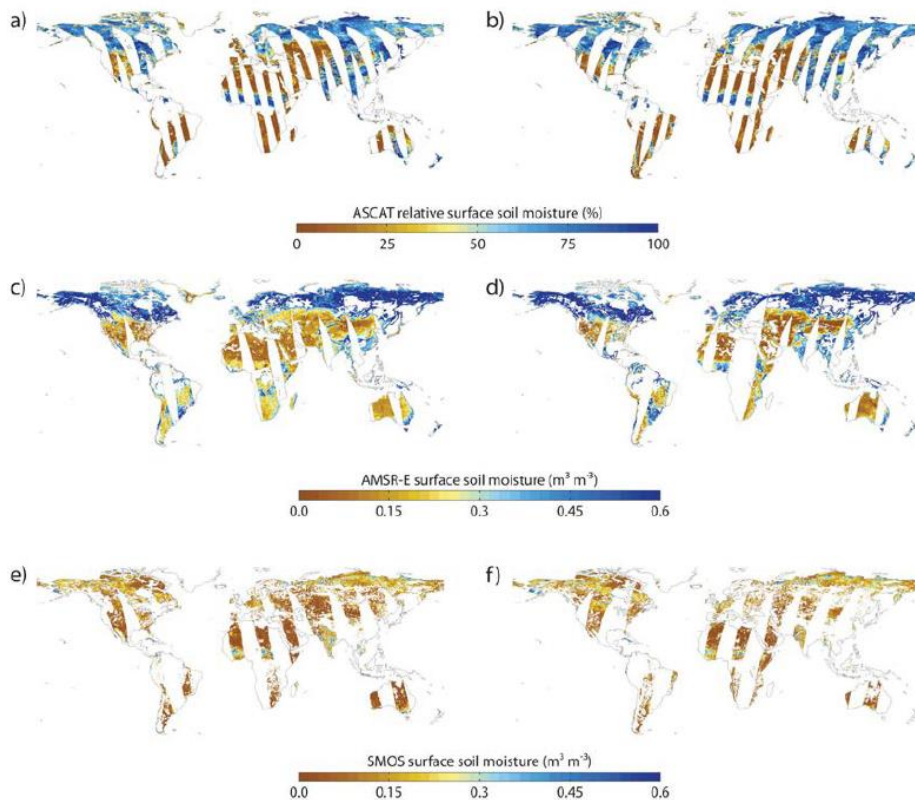 a)
b)
ASCAT relative surface soil moisture (%)
0 25 50 75 100
c)
d)
AMSR-E surface soil moisture (m³ m⁻³)
0.0 0.15 0.3 0.45 0.6
e)
f)
SMOS surface soil moisture (m³ m⁻³)
0.0 0.15 0.3 0.45 0.6